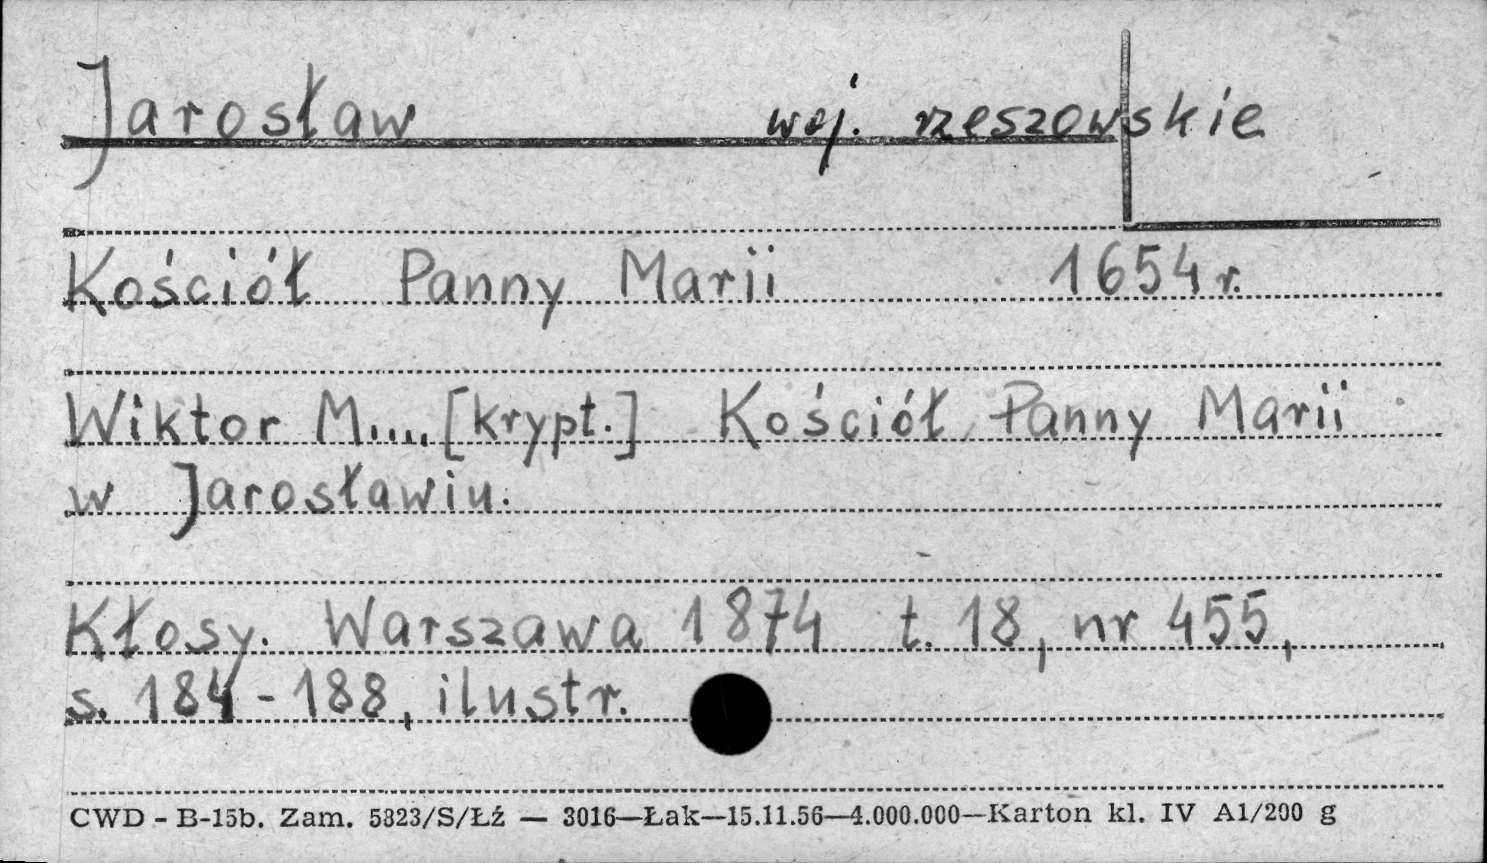 Jarosław woj. rzeszowskie
Kościół Panny Marii 1654 r.
Wiktor M.... [krypt.] Kościół Panny Marii
w Jarosławiu.
Kłosy. Warszawa 1874 t. 18, nr 455,
s. 184-188, ilustr.
CWD - B-15b. Zam. 5823/S/Łź — 3016—Łak—15.11.56—4.000.000—Karton kl. IV A1/200 g